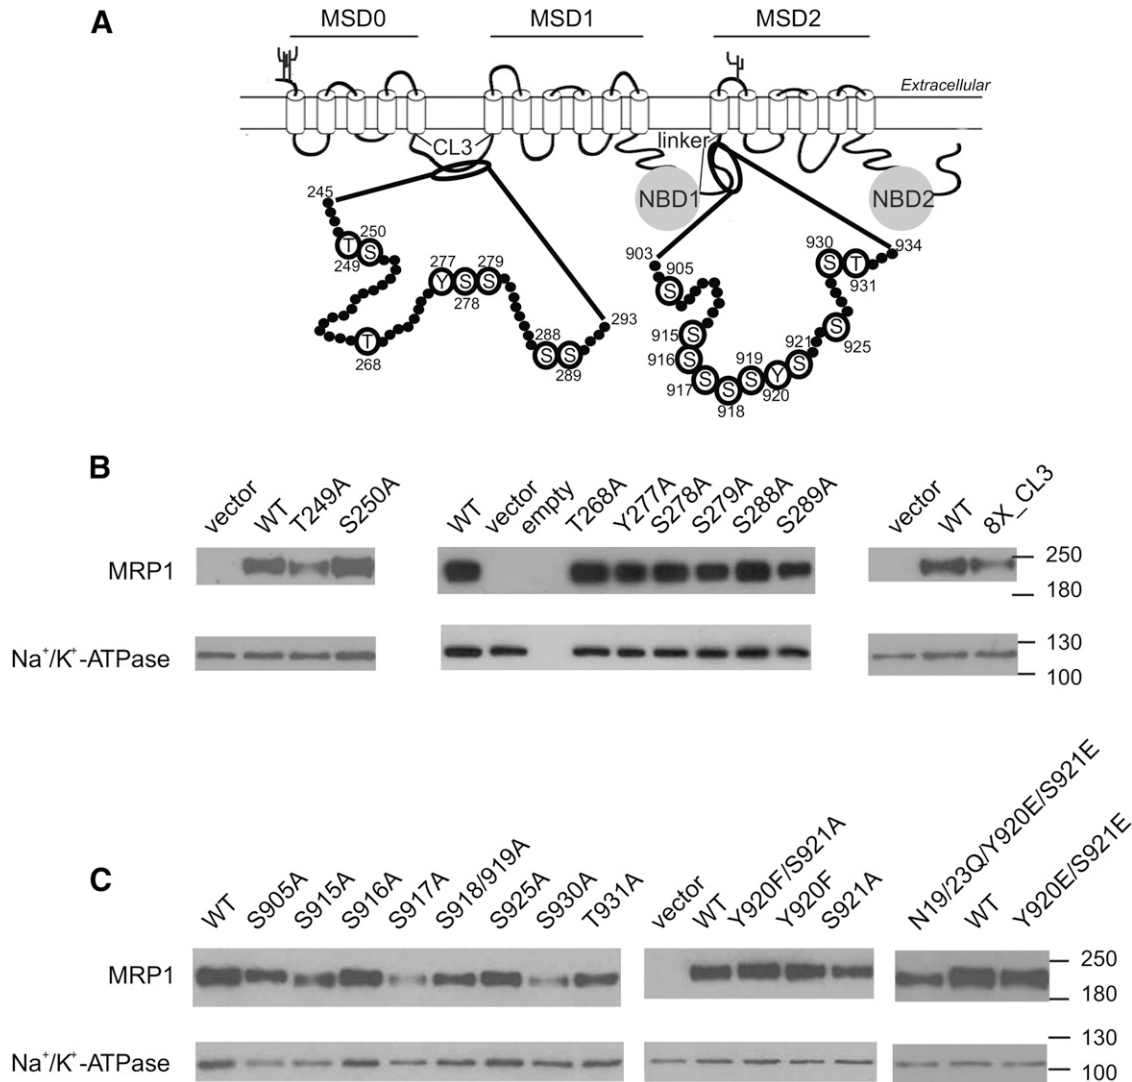 A
MSD0 MSD1 MSD2
Extracellular
CL3 linker
NBD1 NBD2
245
250
T S
249
277 279
Y S S
278
T
268
288
S S
289
293
903
905
S
915 S
916 S
917 S
S
918
919
S
Y
920
921
S
S
925
930
S T
931
934
B
vector WT T249A S250A
WT vector empty T268A Y277A S278A S279A S288A S289A
vector WT 8X_CL3
MRP1
250
180
Na+/K+-ATPase
130
100
C
WT S905A S915A S916A S917A S918/919A S925A S930A T931A
vector WT Y920F/S921A Y920F S921A
N19/23Q/Y920E/S921E WT Y920E/S921E
MRP1
250
180
Na+/K+-ATPase
130
100